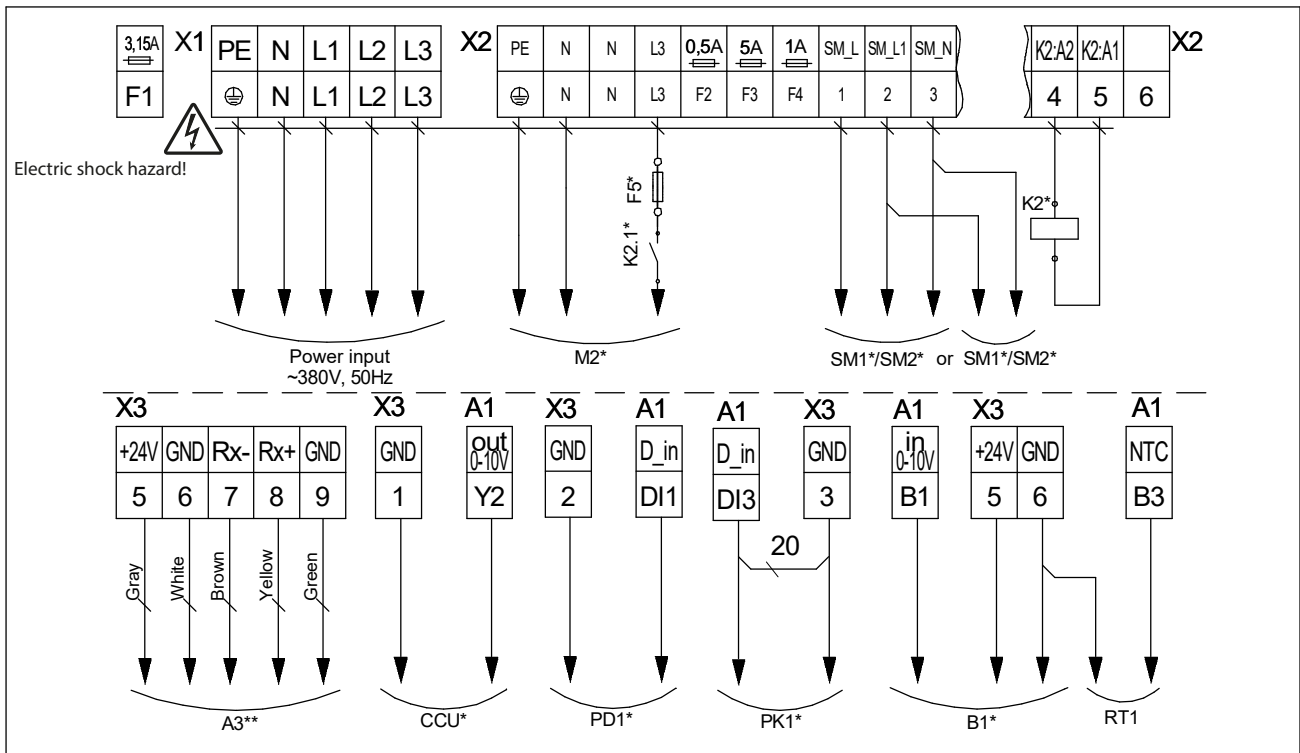 3,15A X1 PE N L1 L2 L3 X2 PE N N L3 0,5A 5A 1A SM_L SM_L1 SM_N K2:A2 K2:A1 X2
F1 N L1 L2 L3 N N L3 F2 F3 F4 1 2 3 4 5 6
Electric shock hazard!
F5*
K2.1*
K2*
Power input
~380V, 50Hz
M2*
SM1*/SM2* or SM1*/SM2*
X3 X3 A1 X3 A1 A1 X3 A1 X3 A1
+24V GND Rx- Rx+ GND GND out 0-10V GND D_in D_in GND in 0-10V +24V GND NTC
5 6 7 8 9 1 Y2 2 DI1 DI3 3 B1 5 6 B3
20
Gray White Brown Yellow Green
A3** CCU* PD1* PK1* B1* RT1